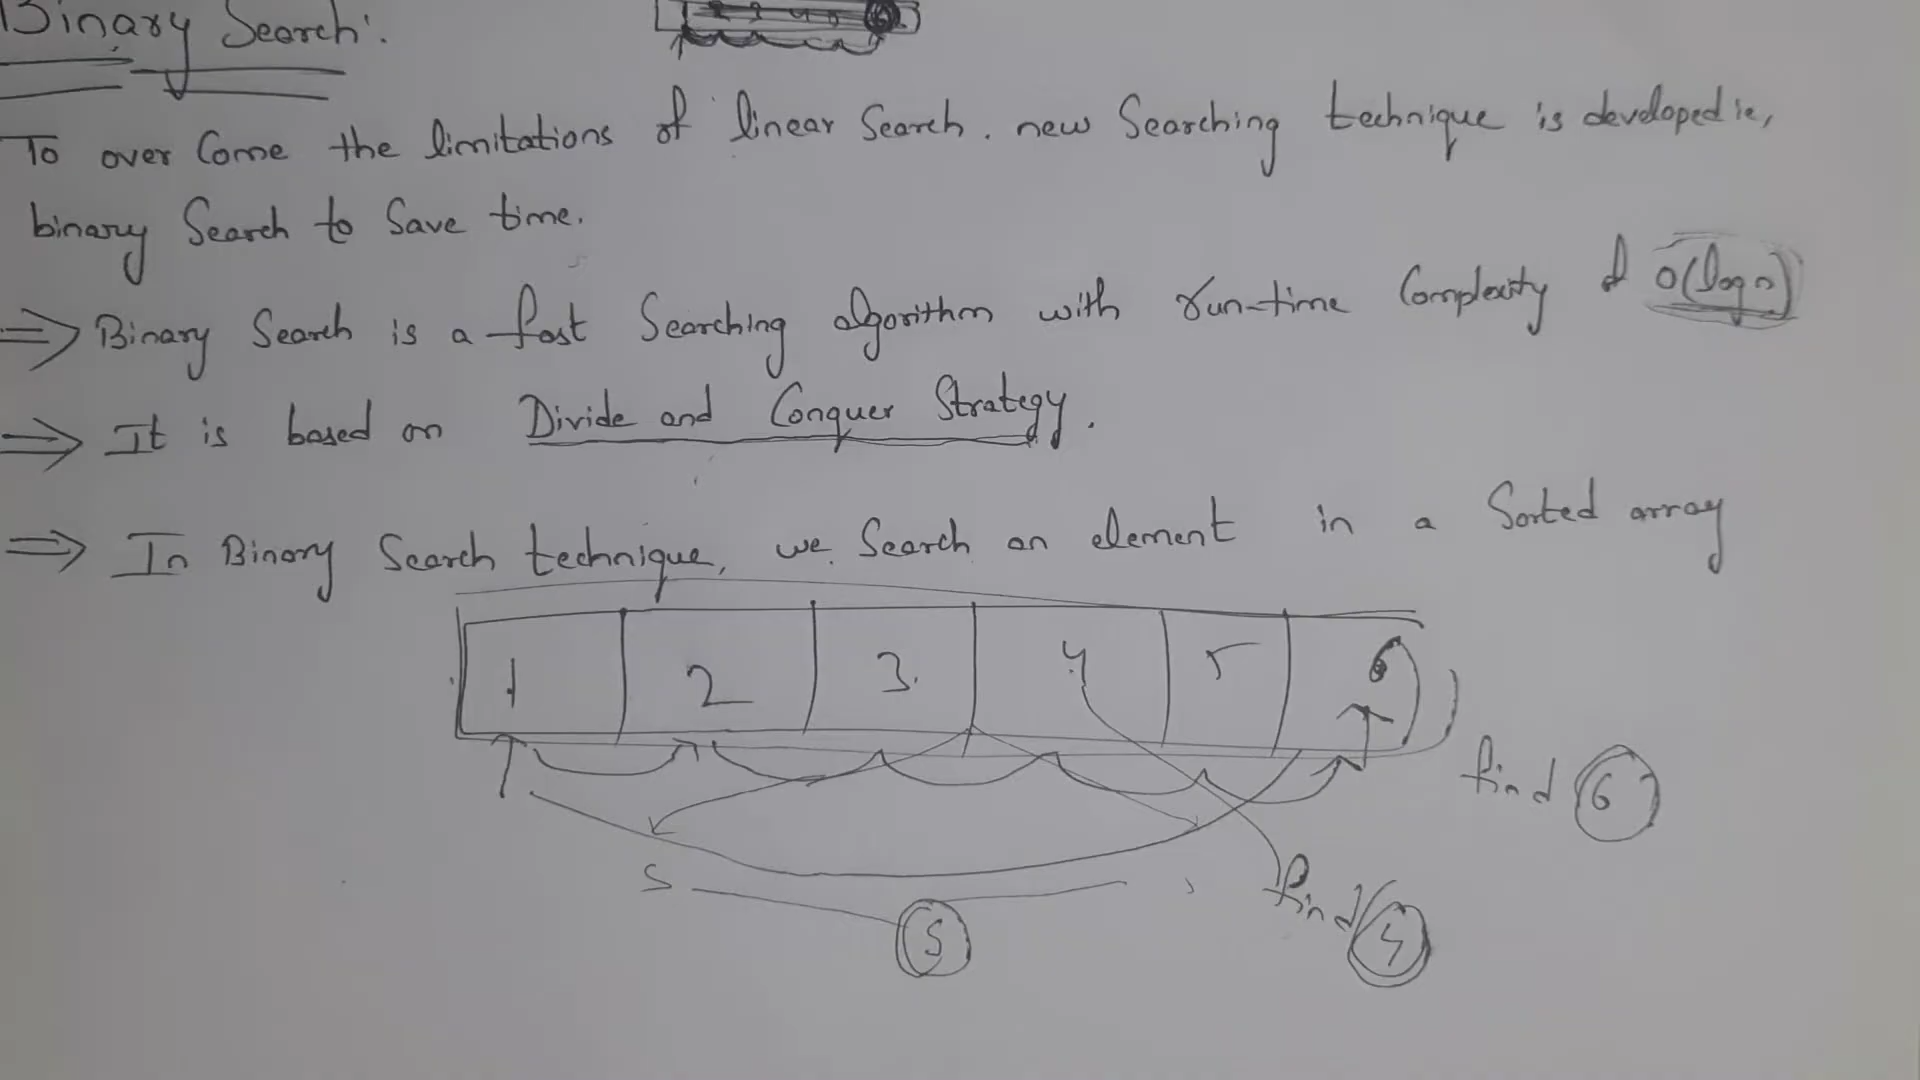 Binary Search:
To over Come the limitations of linear Search. new Searching technique is developed ie,
binary Search to Save time.
⇒ Binary Search is a fast Searching algorithm with run-time Complexity of O(log n)
⇒ It is based on Divide and Conquer Strategy.
⇒ In Binary Search technique, we Search an element in a Sorted array
1 2 3 4 5 6
find 6
find
S
S